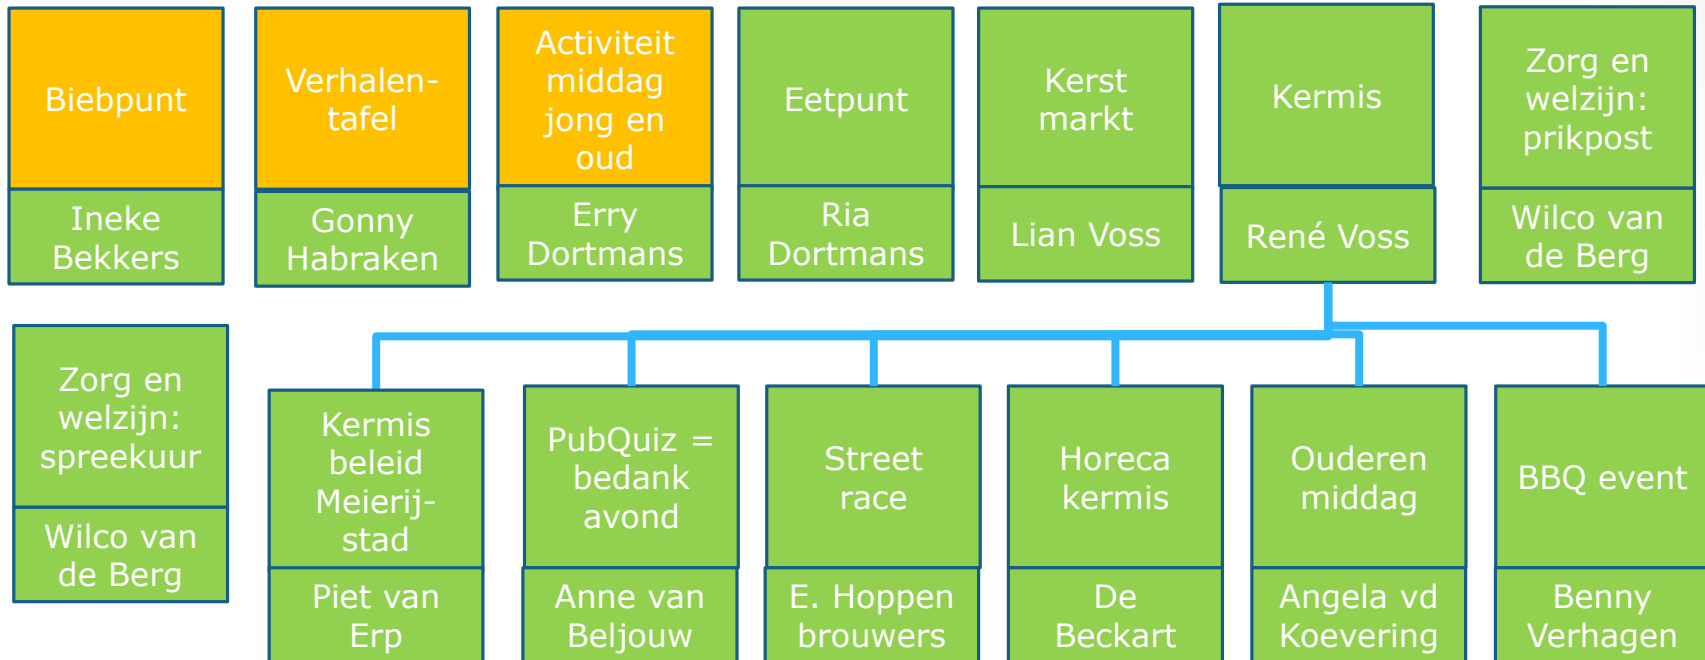 Biebpunt
Ineke
Bekkers
Verhalen-
tafel
Gonny
Habraken
Activiteit
middag
jong en
oud
Erry
Dortmans
Eetpunt
Ria
Dortmans
Kerst
markt
Lian Voss
Kermis
René Voss
Zorg en
welzijn:
prikpost
Wilco van
de Berg
Zorg en
welzijn:
spreekuur
Wilco van
de Berg
Kermis
beleid
Meierij-
stad
Piet van
Erp
PubQuiz =
bedank
avond
Anne van
Beljouw
Street
race
E. Hoppen
brouwers
Horeca
kermis
De
Beckart
Ouderen
middag
Angela vd
Koevering
BBQ event
Benny
Verhagen